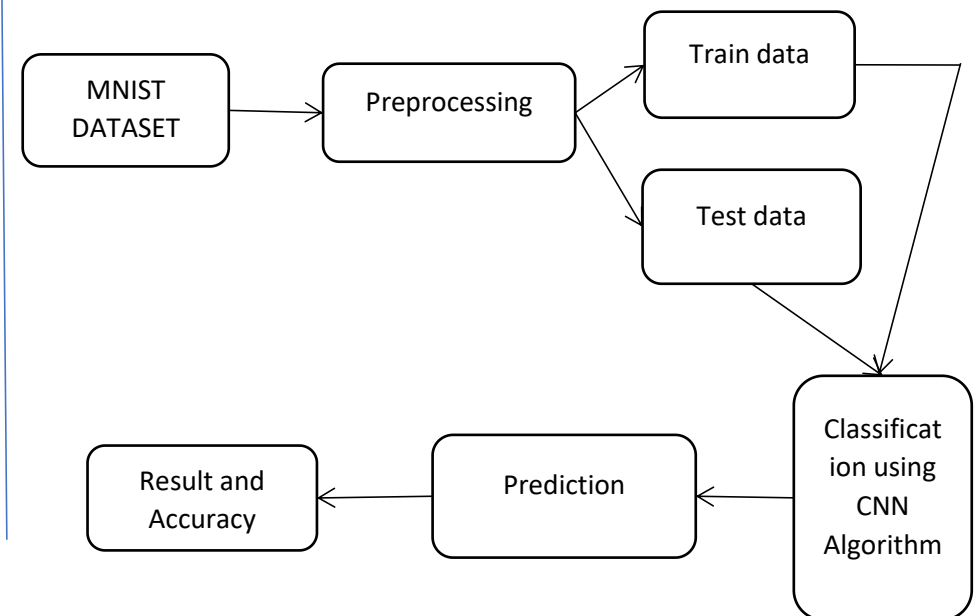 MNIST
DATASET
Preprocessing
Train data
Test data
Classificat
ion using
CNN
Algorithm
Prediction
Result and
Accuracy